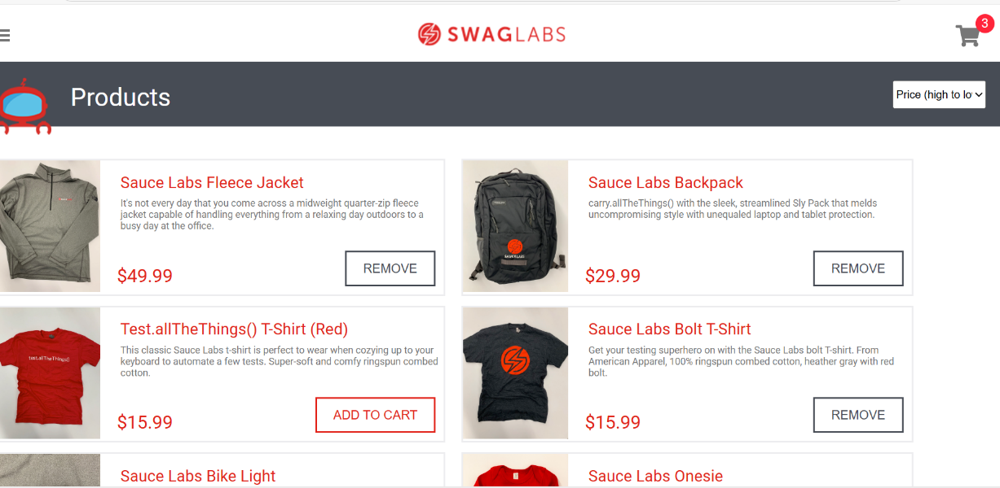 SWAGLABS
3
Products
Price (high to lo
Sauce Labs Fleece Jacket
It's not every day that you come across a midweight quarter-zip fleece
jacket capable of handling everything from a relaxing day outdoors to a
busy day at the office.
$49.99
REMOVE
Sauce Labs Backpack
carry.allTheThings() with the sleek, streamlined Sly Pack that melds
uncompromising style with unequaled laptop and tablet protection.
SAUCELABS
$29.99
REMOVE
Test.allTheThings() T-Shirt (Red)
This classic Sauce Labs t-shirt is perfect to wear when cozying up to your
keyboard to automate a few tests. Super-soft and comfy ringspun combed
cotton.
test.allTheThings()
$15.99
ADD TO CART
Sauce Labs Bolt T-Shirt
Get your testing superhero on with the Sauce Labs bolt T-shirt. From
American Apparel, 100% ringspun combed cotton, heather gray with red
bolt.
$15.99
REMOVE
Sauce Labs Bike Light
Sauce Labs Onesie